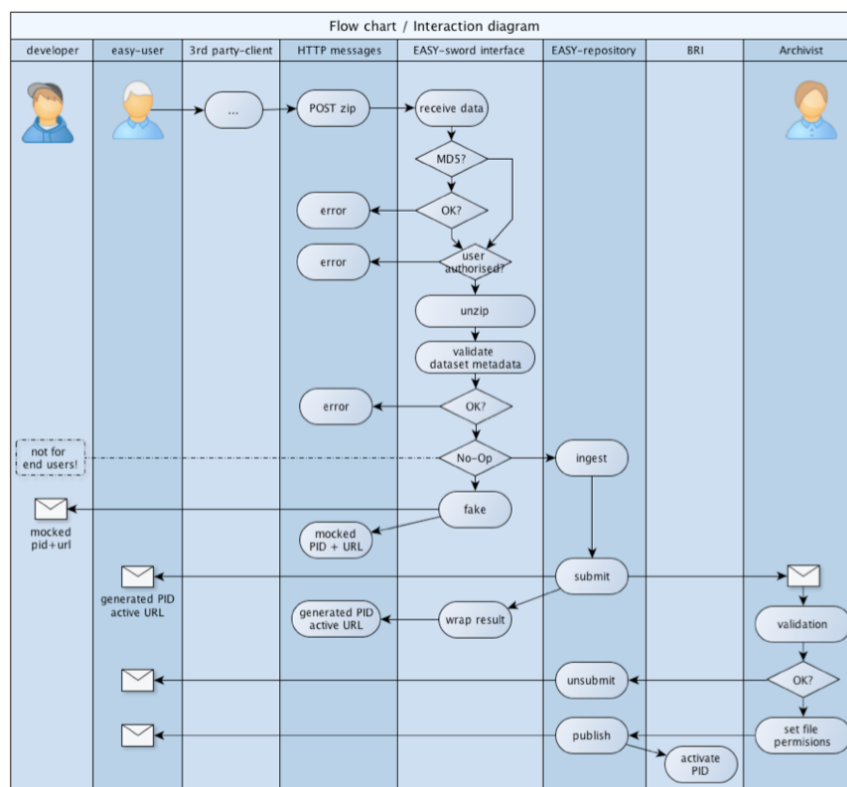 Flow chart / Interaction diagram
developer
easy-user
3rd party-client
HTTP messages
EASY-sword interface
EASY-repository
BRI
Archivist
...
POST zip
receive data
MD5?
error
OK?
error
user
authorised?
unzip
validate
dataset metadata
error
OK?
not for
end users!
No-Op
ingest
fake
mocked
pid+url
mocked
PID + URL
submit
generated PID
active URL
generated PID
active URL
wrap result
validation
unsubmit
OK?
publish
set file
permisions
activate
PID